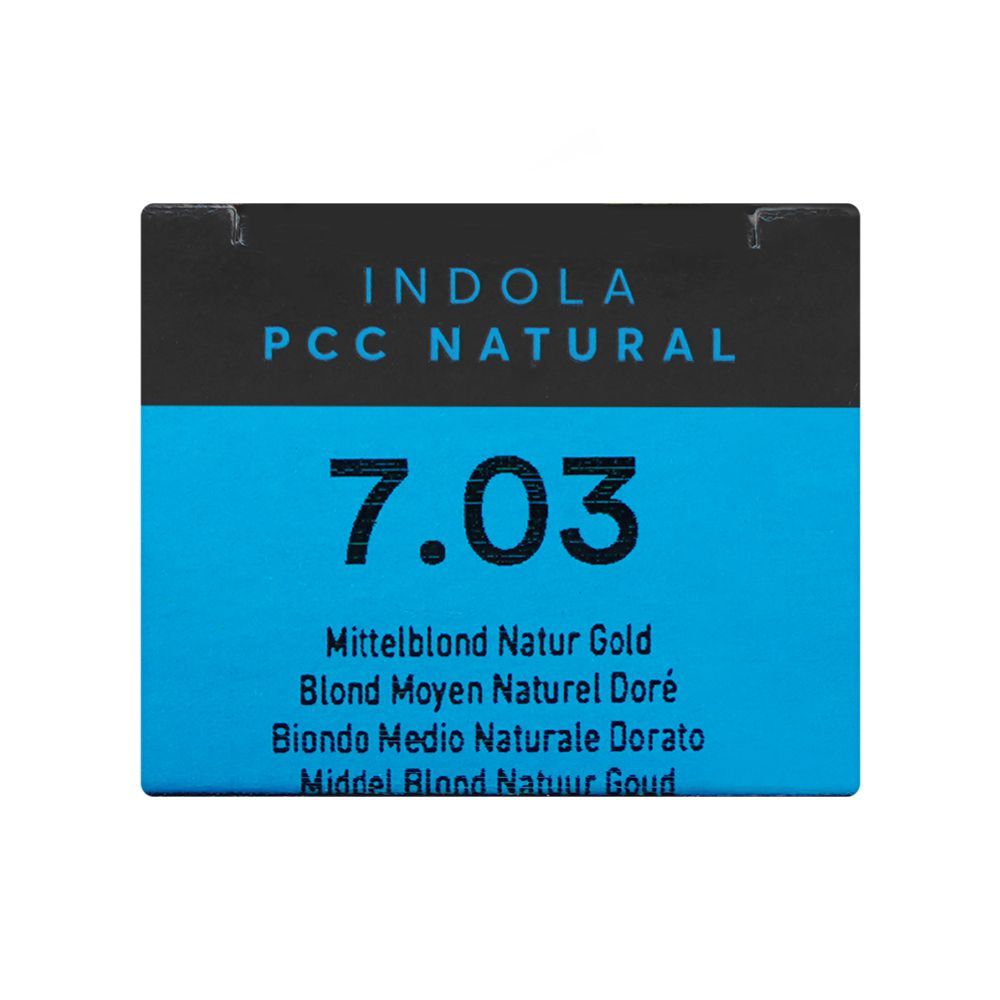 INDOLA
PCC NATURAL
7.03
Mittelblond Natur Gold
Blond Moyen Naturel Doré
Biondo Medio Naturale Dorato
Middel Blond Natuur Goud